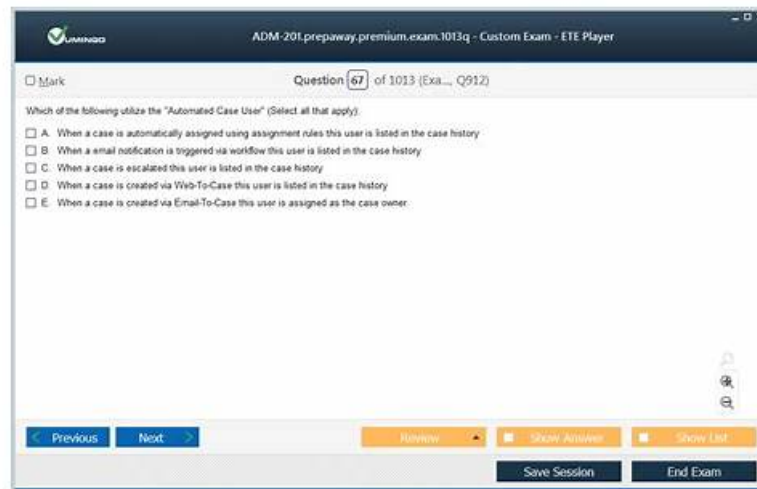 VUMINGO
ADM-201.prepaway.premium.exam.1013q - Custom Exam - ETE Player
Mark
Question 67 of 1013 (Exa..., Q912)
Which of the following utilize the "Automated Case User" (Select all that apply):
A. When a case is automatically assigned using assignment rules this user is listed in the case history
B. When a email notification is triggered via workflow this user is listed in the case history
C. When a case is escalated this user is listed in the case history
D. When a case is created via Web-To-Case this user is listed in the case history
E. When a case is created via Email-To-Case this user is assigned as the case owner
Previous
Next
Review
Show Answer
Show List
Save Session
End Exam